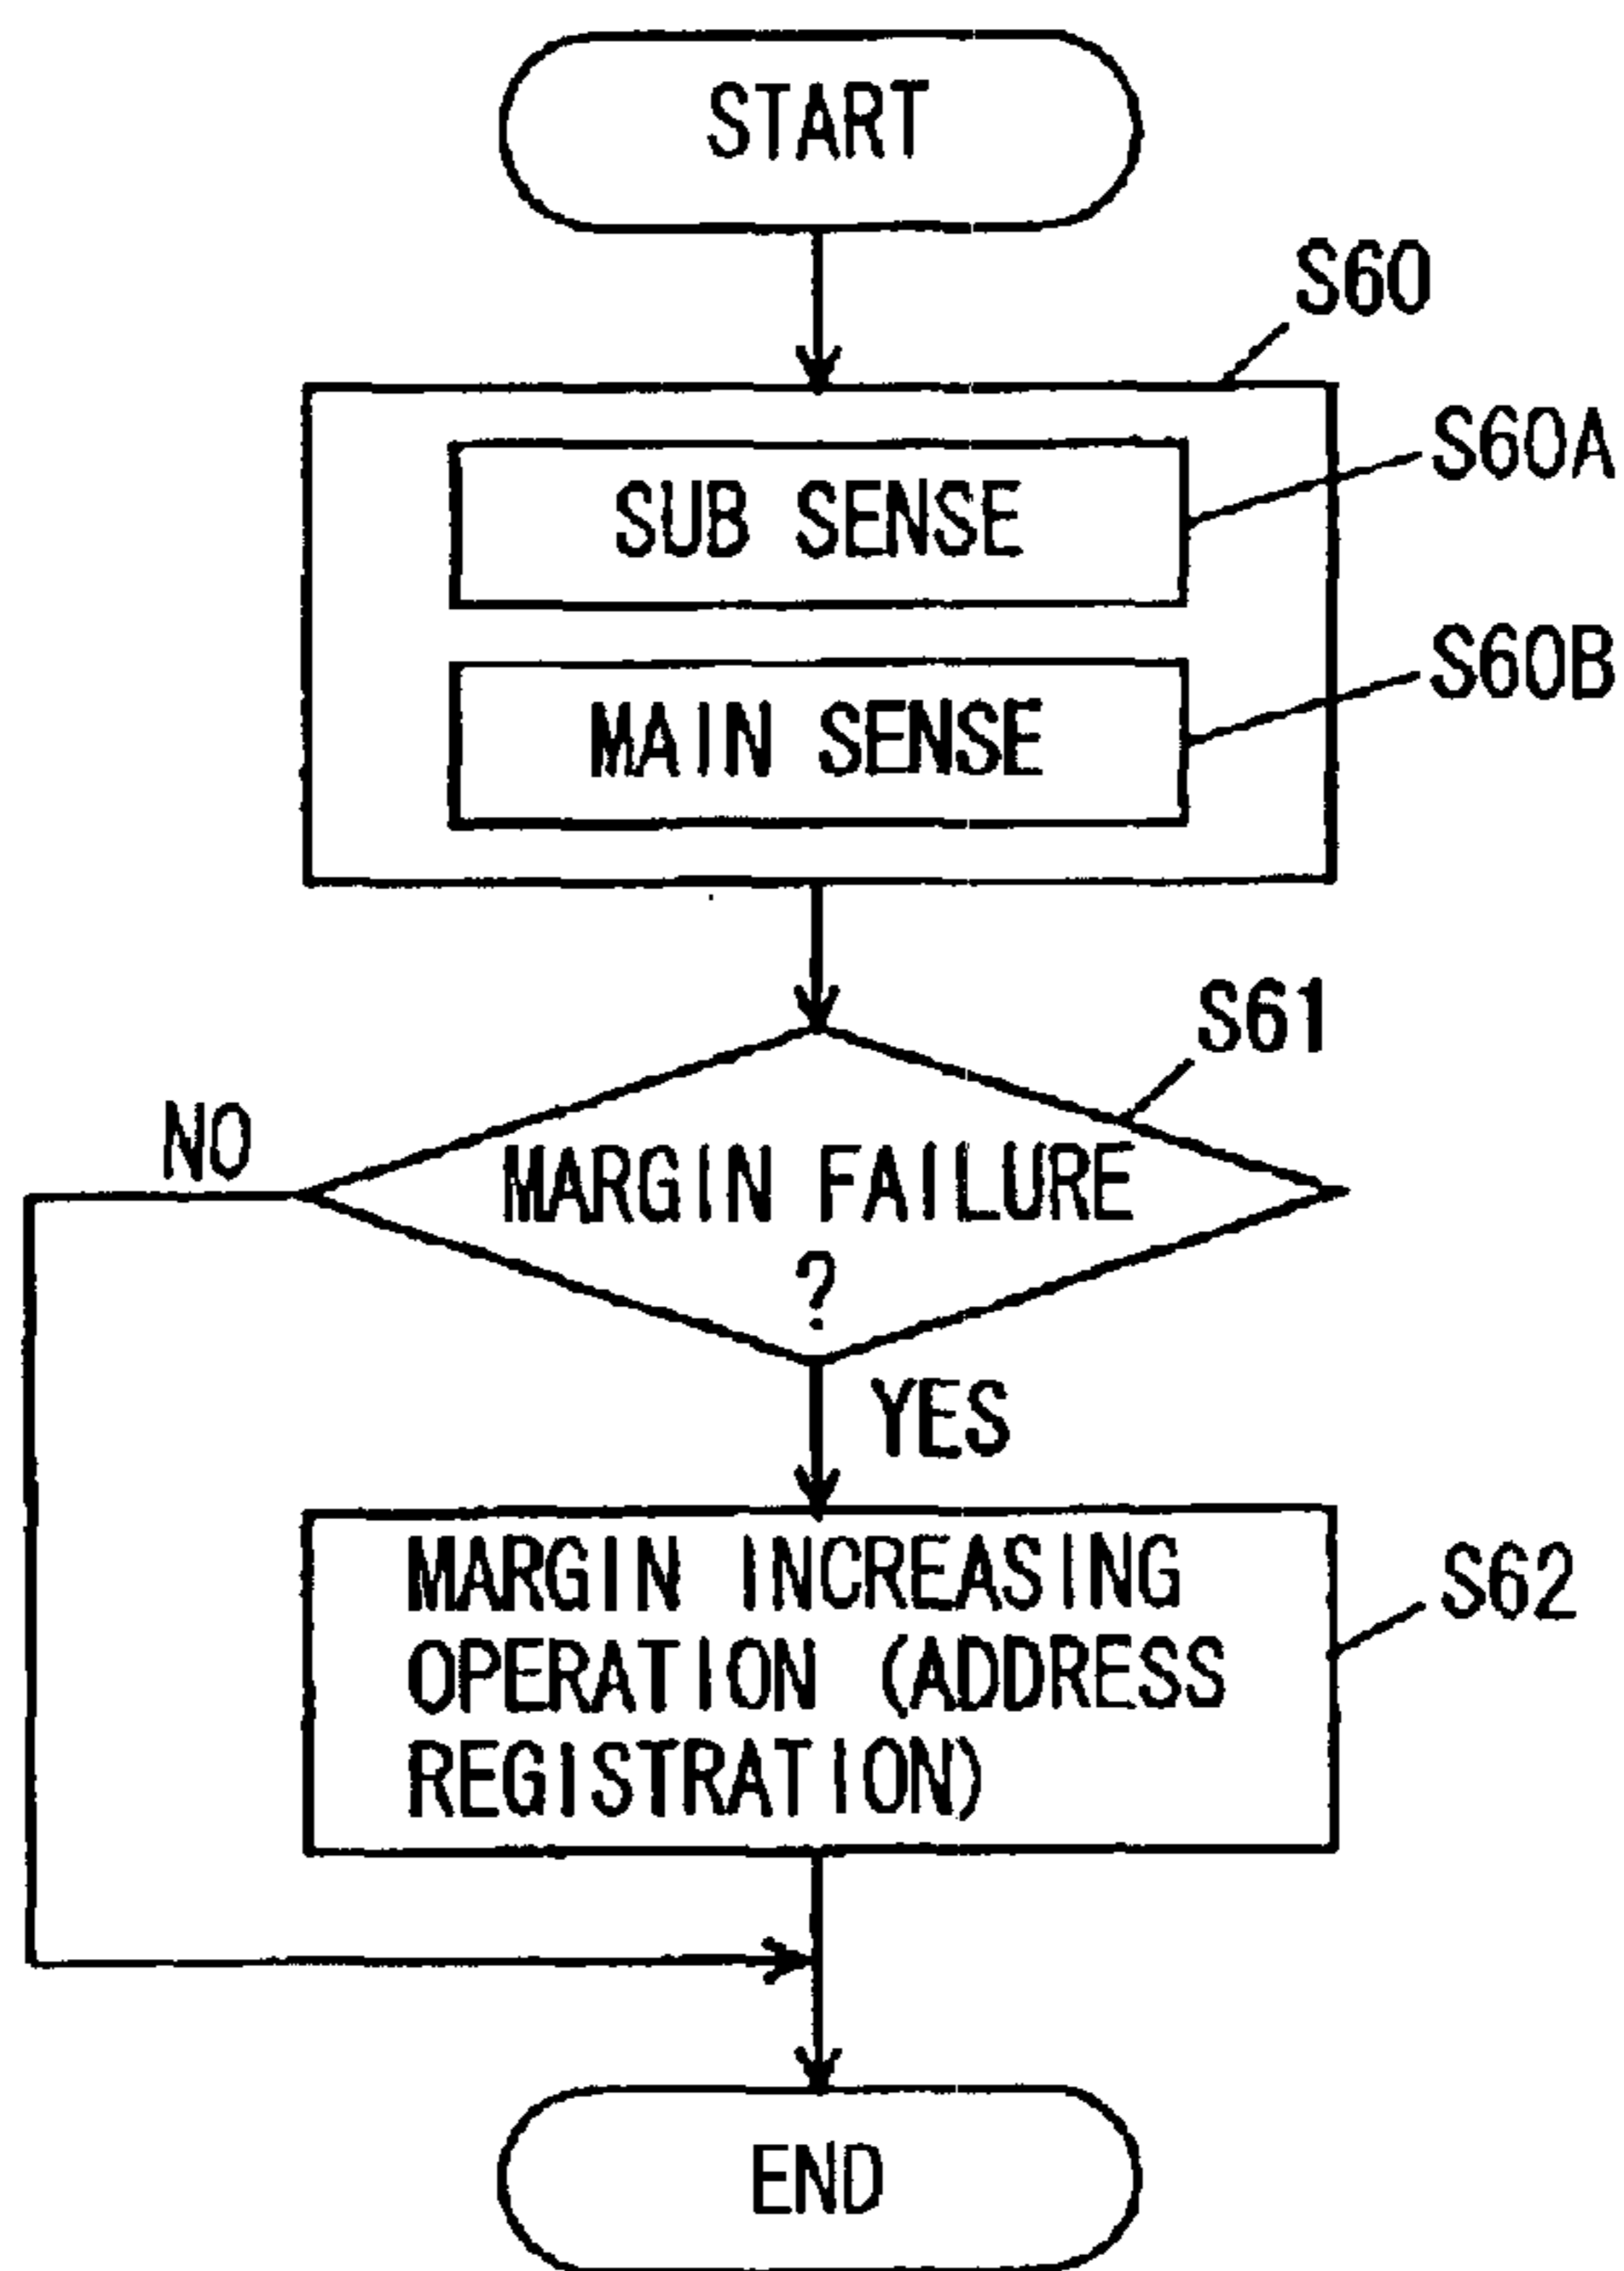 START
S60
S60A
SUB SENSE
S60B
MAIN SENSE
S61
NO
MARGIN FAILURE
?
YES
MARGIN INCREASING
OPERATION (ADDRESS
REGISTRATION)
S62
END